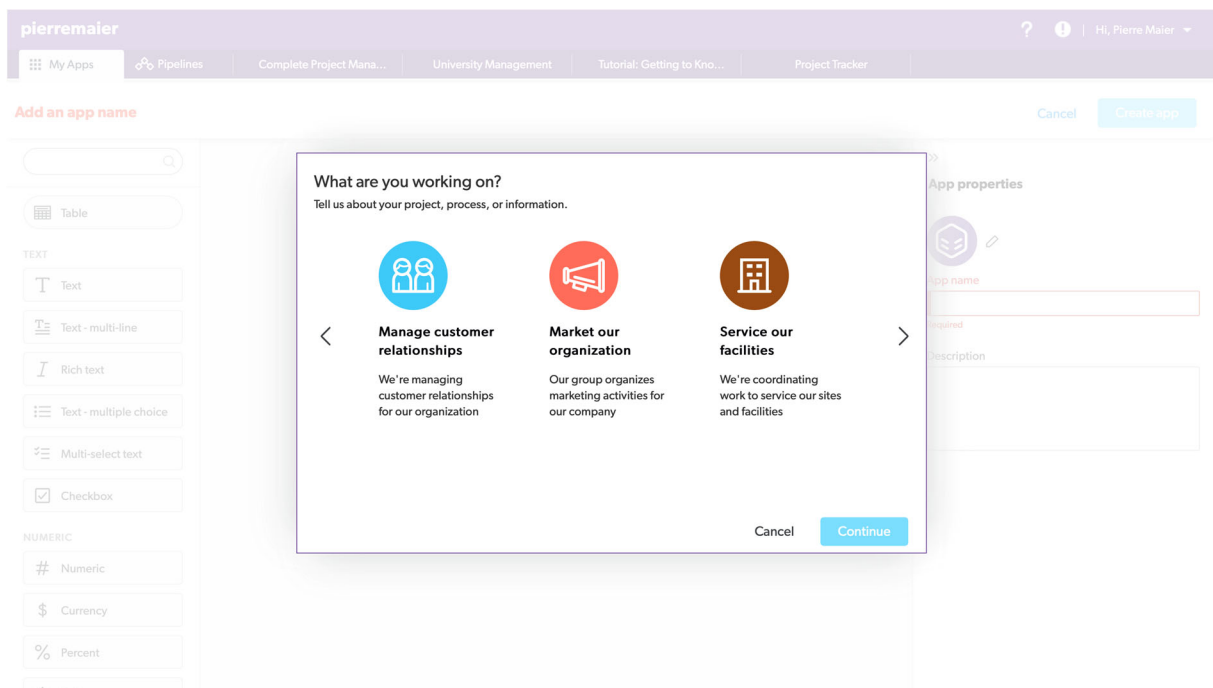 pierremaier
Hi, Pierre Maier
My Apps
Pipelines
Complete Project Mana...
University Management
Tutorial: Getting to Kno...
Project Tracker
Add an app name
Cancel
Create app
Table
TEXT
Text
Text - multi-line
Rich text
Text - multiple choice
Multi-select text
Checkbox
NUMERIC
# Numeric
$ Currency
% Percent
What are you working on?
Tell us about your project, process, or information.
Manage customer
relationships
We're managing
customer relationships
for our organization
Market our
organization
Our group organizes
marketing activities for
our company
Service our
facilities
We're coordinating
work to service our sites
and facilities
Cancel
Continue
App properties
App name
Required
Description